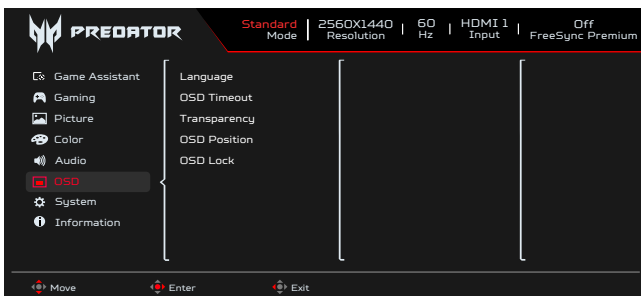 PREDATOR
Standard Mode
2560X1440 Resolution
60 Hz
HDMI 1 Input
Off FreeSync Premium
Game Assistant
Gaming
Picture
Color
Audio
OSD
System
Information
Language
OSD Timeout
Transparency
OSD Position
OSD Lock
Move
Enter
Exit